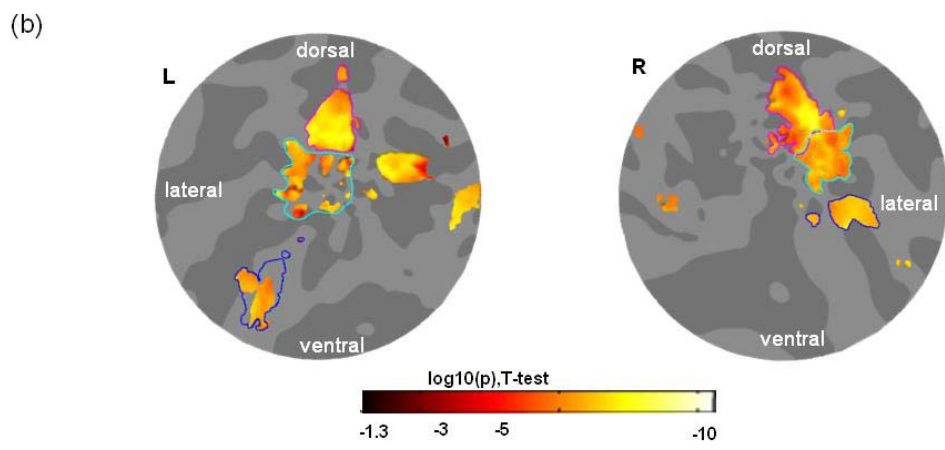 (b)
dorsal
L
lateral
ventral
dorsal
R
lateral
ventral
log10(p),T-test
-1.3 -3 -5 -10